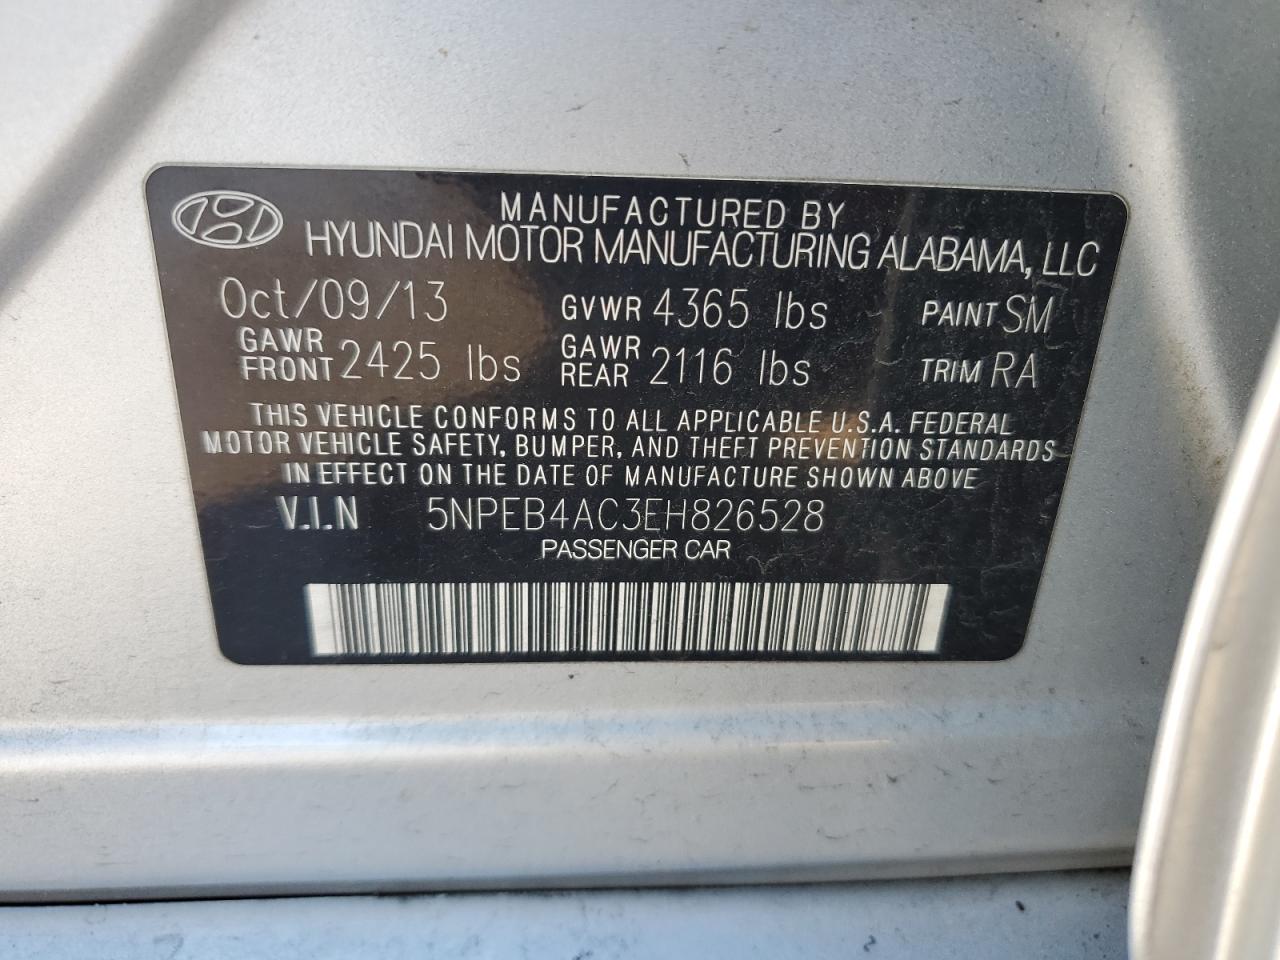 MANUFACTURED BY
HYUNDAI MOTOR MANUFACTURING ALABAMA, LLC
Oct/09/13 GVWR 4365 lbs PAINT SM
GAWR FRONT 2425 lbs GAWR REAR 2116 lbs TRIM RA
THIS VEHICLE CONFORMS TO ALL APPLICABLE U.S.A. FEDERAL
MOTOR VEHICLE SAFETY, BUMPER, AND THEFT PREVENTION STANDARDS
IN EFFECT ON THE DATE OF MANUFACTURE SHOWN ABOVE
V.I.N 5NPEB4AC3EH826528
PASSENGER CAR